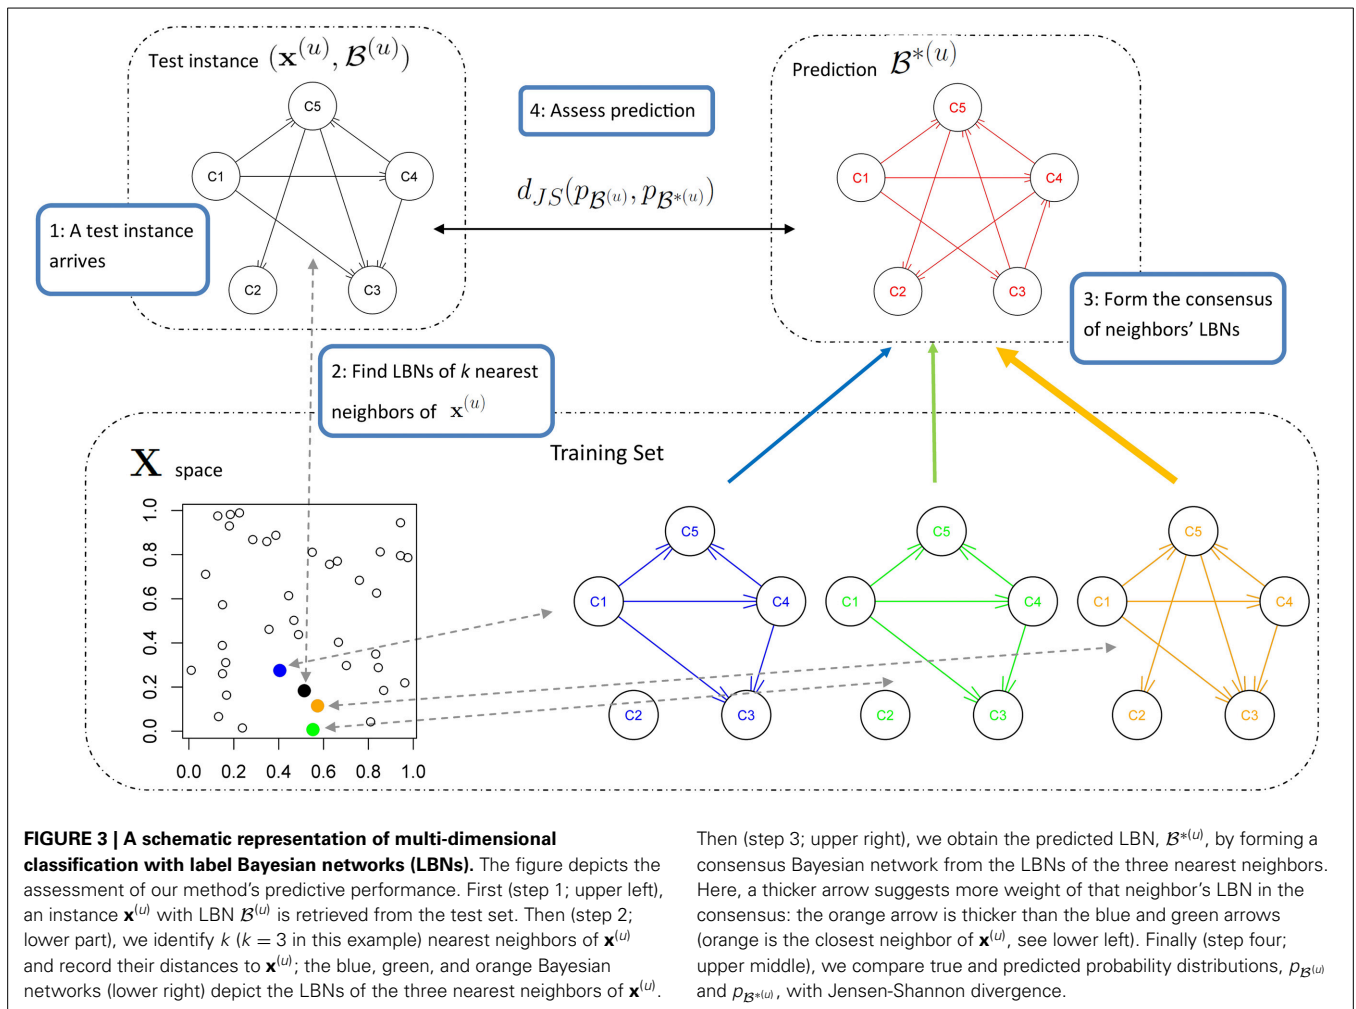 Test instance (x^(u), B^(u))
C5
C1
C4
C2
C3
1: A test instance
arrives
4: Assess prediction
d_JS(p_B^(u), p_B*(u))
Prediction B*(u)
C5
C1
C4
C2
C3
3: Form the consensus
of neighbors' LBNs
2: Find LBNs of k nearest
neighbors of x^(u)
Training Set
X space
0.0 0.2 0.4 0.6 0.8 1.0
0.0 0.2 0.4 0.6 0.8 1.0
C5
C1
C4
C2
C3
C5
C1
C4
C2
C3
C5
C1
C4
C2
C3
FIGURE 3 | A schematic representation of multi-dimensional
classification with label Bayesian networks (LBNs). The figure depicts the
assessment of our method's predictive performance. First (step 1; upper left),
an instance x^(u) with LBN B^(u) is retrieved from the test set. Then (step 2;
lower part), we identify k (k = 3 in this example) nearest neighbors of x^(u)
and record their distances to x^(u); the blue, green, and orange Bayesian
networks (lower right) depict the LBNs of the three nearest neighbors of x^(u).
Then (step 3; upper right), we obtain the predicted LBN, B*(u), by forming a
consensus Bayesian network from the LBNs of the three nearest neighbors.
Here, a thicker arrow suggests more weight of that neighbor's LBN in the
consensus: the orange arrow is thicker than the blue and green arrows
(orange is the closest neighbor of x^(u), see lower left). Finally (step four;
upper middle), we compare true and predicted probability distributions, p_B^(u)
and p_B*(u), with Jensen-Shannon divergence.